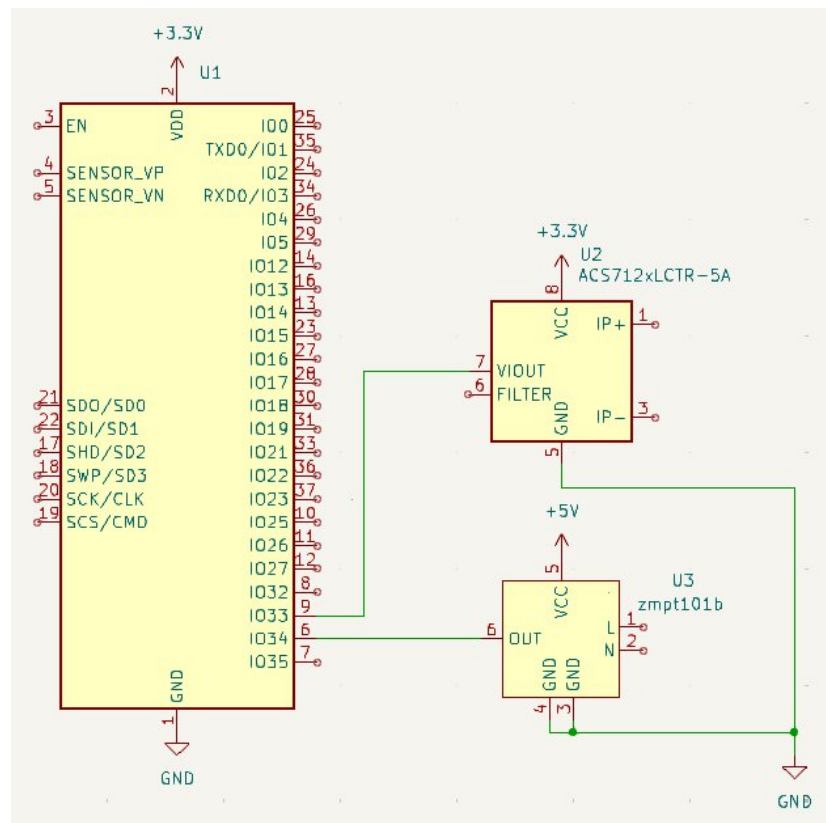 +3.3V
U1
2
VDD
3 EN
4 SENSOR_VP
5 SENSOR_VN
21 SDO/SD0
22 SDI/SD1
17 SHD/SD2
18 SWP/SD3
20 SCK/CLK
19 SCS/CMD
IO0 25
TXD0/IO1 35
IO2 24
RXD0/IO3 34
IO4 26
IO5 29
IO12 14
IO13 16
IO14 13
IO15 23
IO16 27
IO17 28
IO18 30
IO19 31
IO21 33
IO22 36
IO23 37
IO25 10
IO26 11
IO27 12
IO32 8
IO33 9
IO34 6
IO35 7
GND
1
GND
+3.3V
U2
ACS712xLCTR-5A
8
VCC
IP+ 1
7 VIOUT
6 FILTER
IP- 3
GND
5
+5V
5
VCC
U3
zmpt101b
L 1
6 OUT
N 2
GND GND
4 3
GND